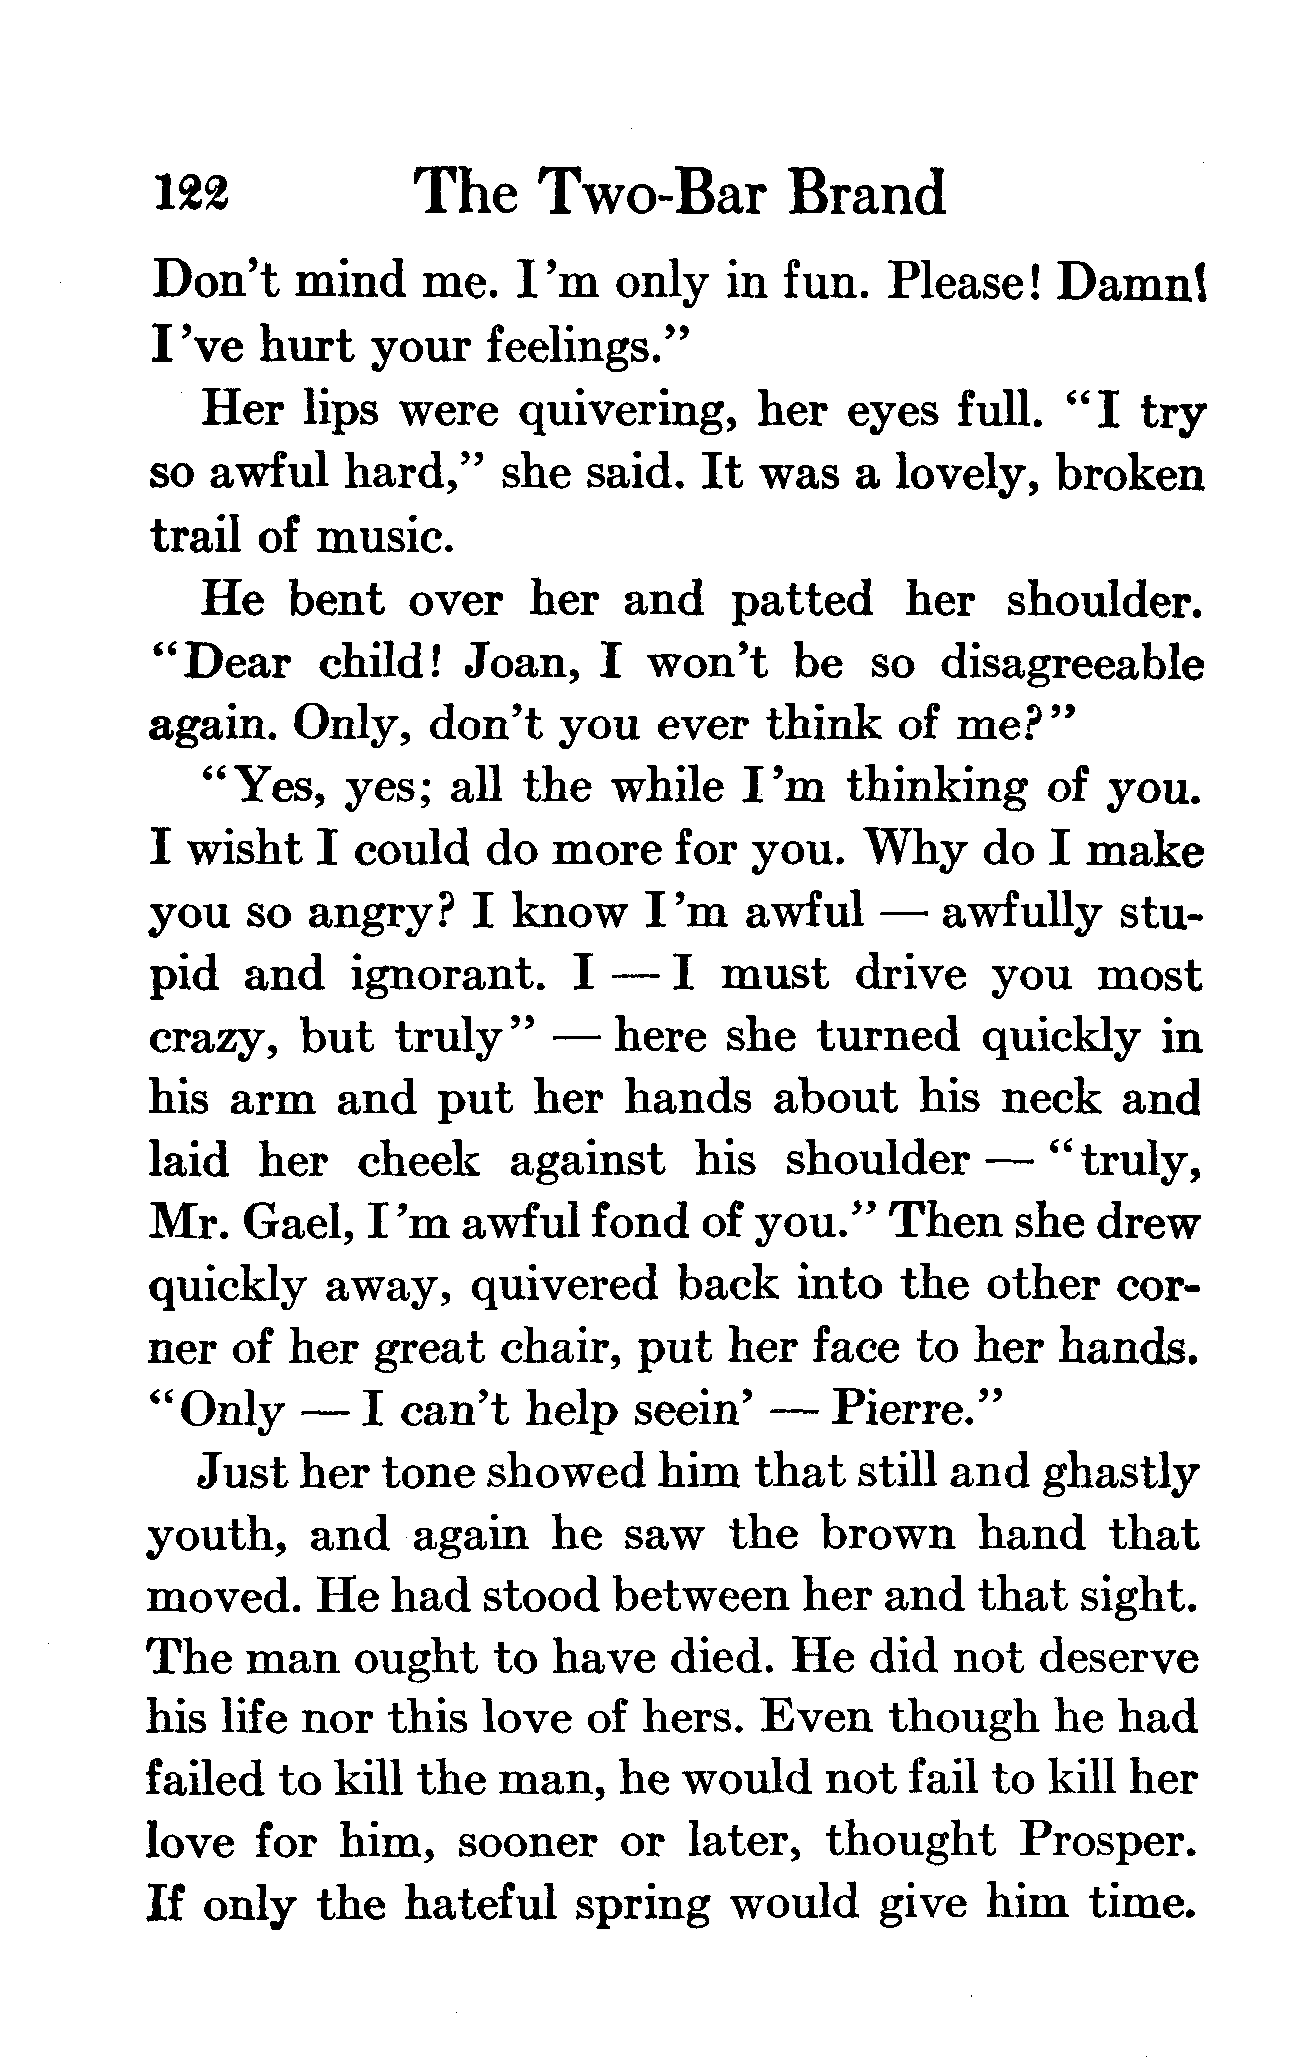 122 The Two-Bar Brand
Don't mind me. I'm only in fun. Please! Damn!
I've hurt your feelings."
Her lips were quivering, her eyes full. "I try
so awful hard," she said. It was a lovely, broken
trail of music.
He bent over her and patted her shoulder.
"Dear child! Joan, I won't be so disagreeable
again. Only, don't you ever think of me?"
"Yes, yes; all the while I'm thinking of you.
I wisht I could do more for you. Why do I make
you so angry? I know I'm awful — awfully stu-
pid and ignorant. I — I must drive you most
crazy, but truly" — here she turned quickly in
his arm and put her hands about his neck and
laid her cheek against his shoulder — "truly,
Mr. Gael, I'm awful fond of you." Then she drew
quickly away, quivered back into the other cor-
ner of her great chair, put her face to her hands.
"Only — I can't help seein' — Pierre."
Just her tone showed him that still and ghastly
youth, and again he saw the brown hand that
moved. He had stood between her and that sight.
The man ought to have died. He did not deserve
his life nor this love of hers. Even though he had
failed to kill the man, he would not fail to kill her
love for him, sooner or later, thought Prosper.
If only the hateful spring would give him time.